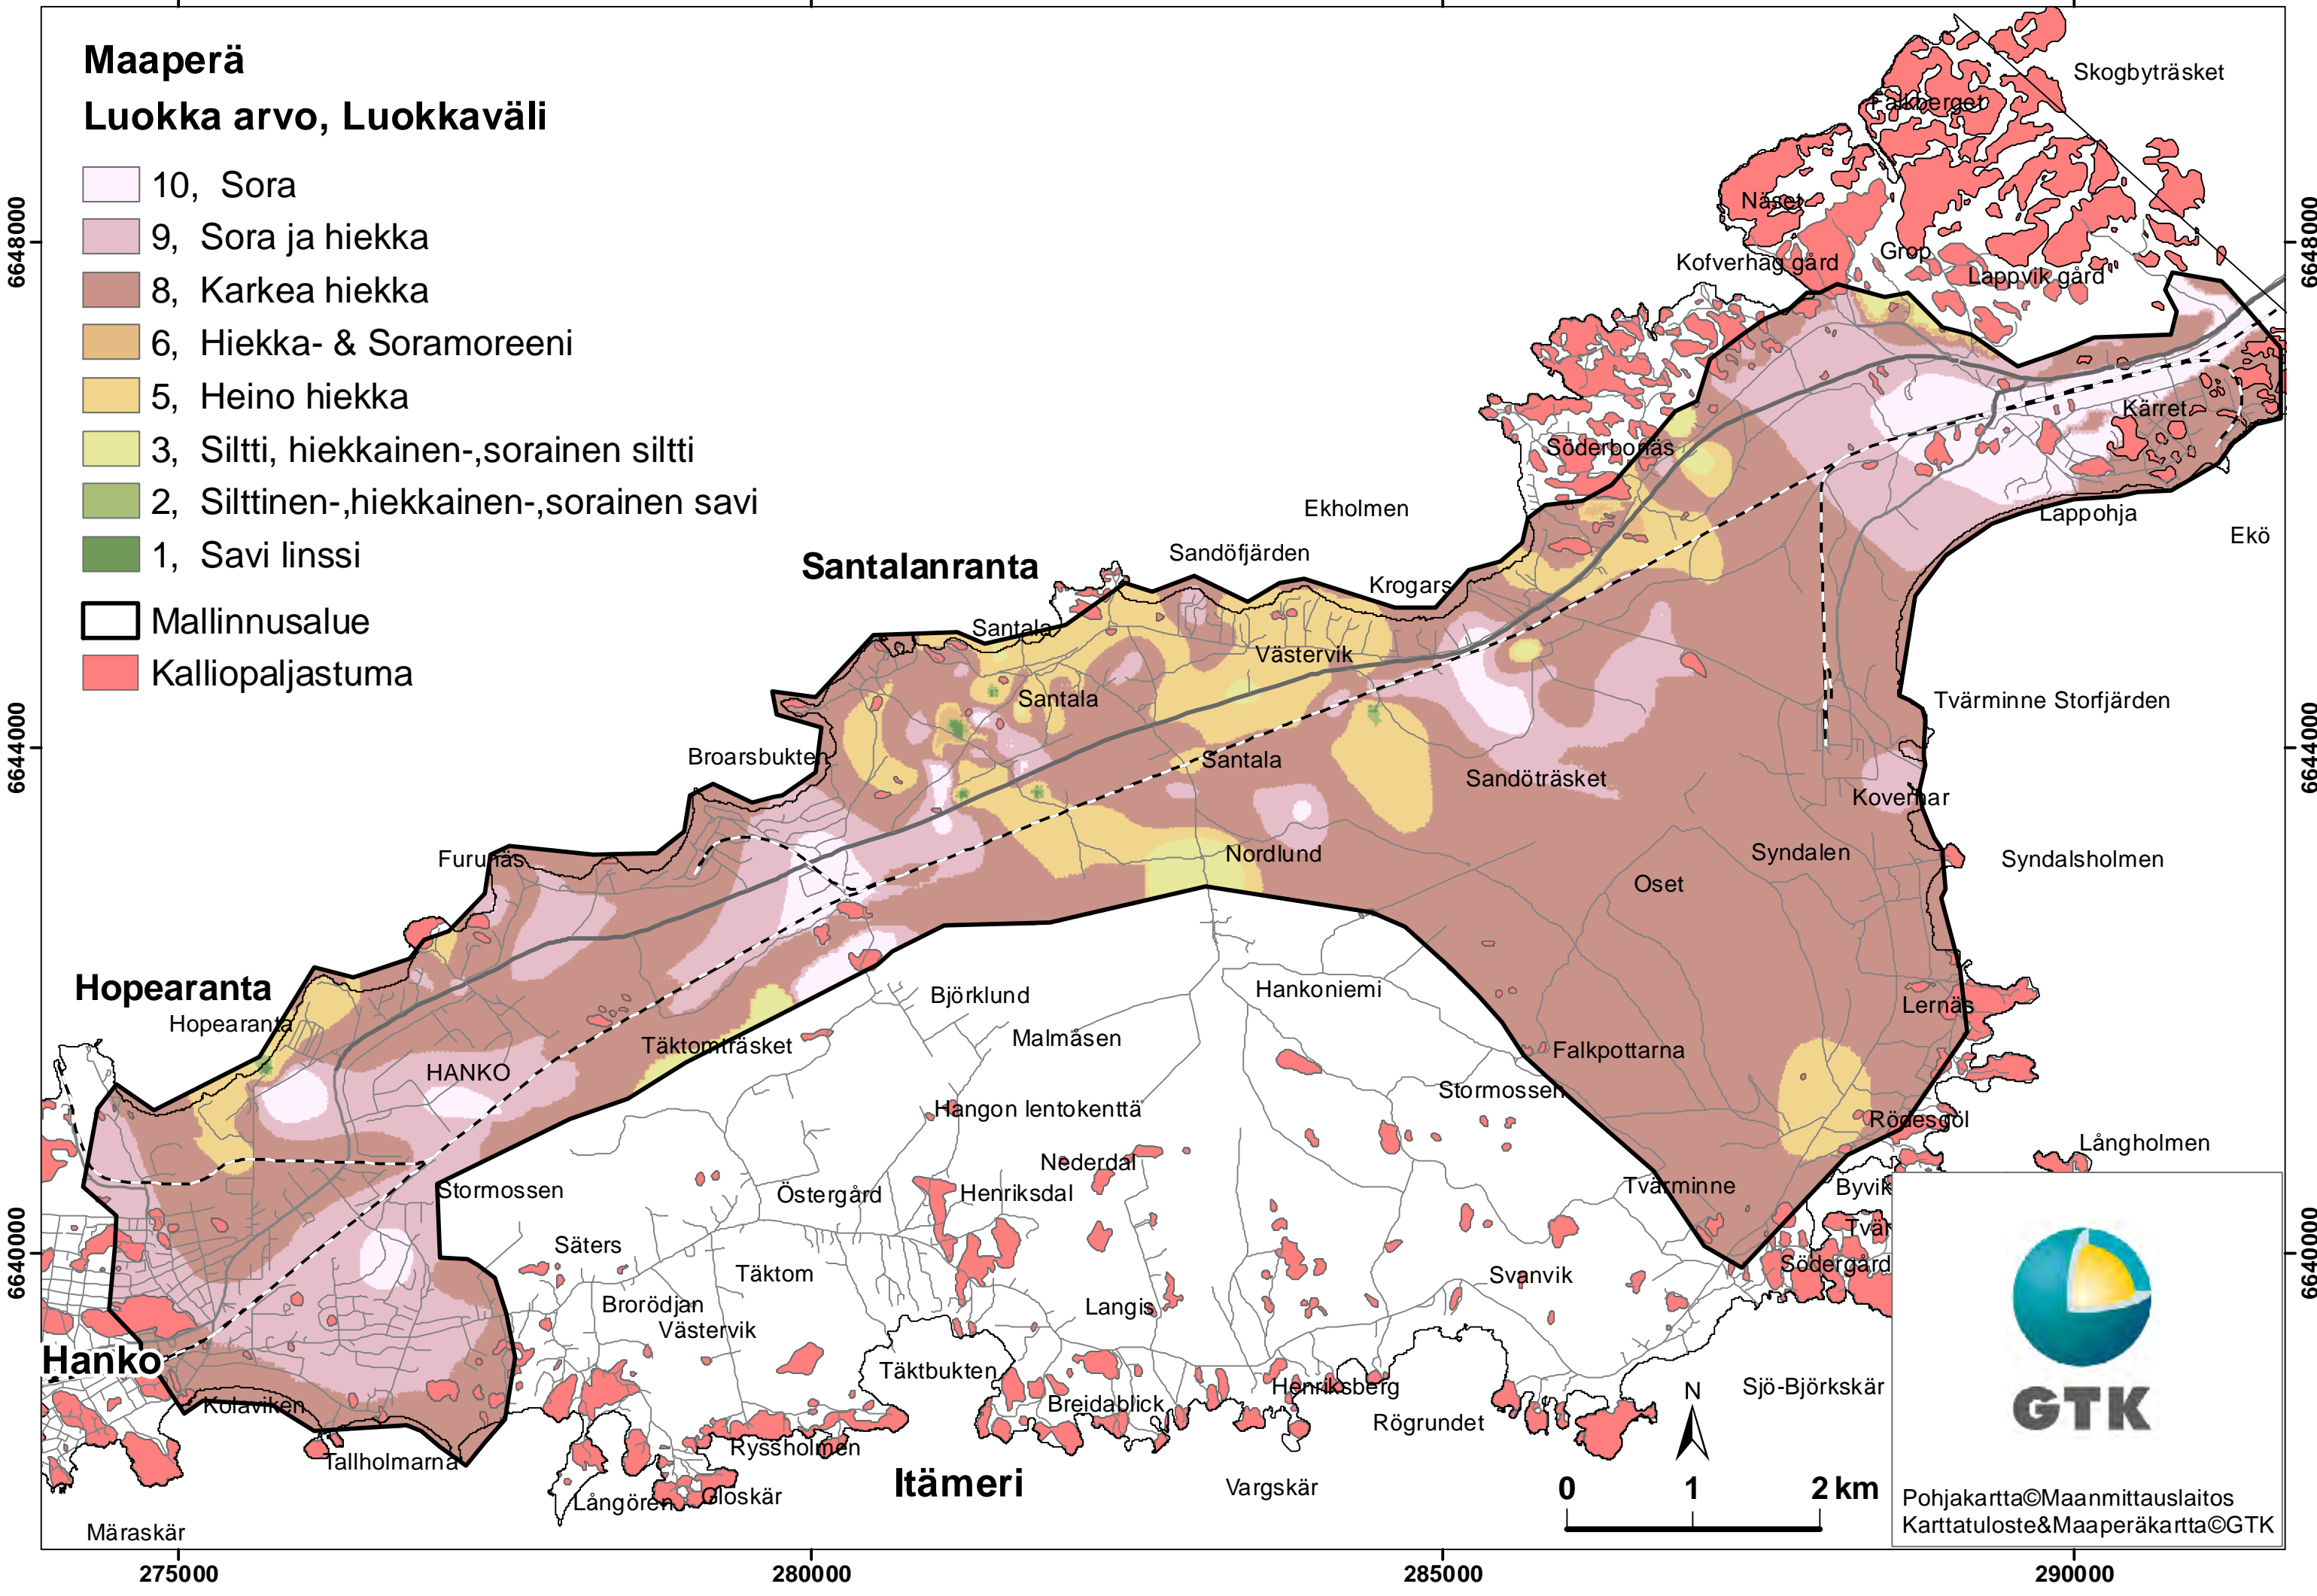 Maaperä
Luokka arvo, Luokkaväli
10, Sora
9, Sora ja hiekka
8, Karkea hiekka
6, Hiekka- & Soramoreeni
5, Heino hiekka
3, Siltti, hiekkainen-,sorainen siltti
2, Silttinen-,hiekkainen-,sorainen savi
1, Savi linssi
Mallinnusalue
Kalliopaljastuma
Skogbyträsket
Falkberget
Näset
6648000
6648000
Kofverhag gård
Grop
Lappvik gård
Kärret
Söderbonäs
Ekholmen
Lappohja
Ekö
Santalanranta
Sandöfjärden
Krogars
Santala
Västervik
Santala
Tvärminne Storfjärden
6644000
6644000
Broarsbukten
Santala
Sandöträsket
Koverhar
Furunäs
Nordlund
Syndalen
Syndalsholmen
Oset
Hopearanta
Hopearanta
Björklund
Hankoniemi
Lernäs
Malmåsen
Täktomträsket
Falkpottarna
HANKO
Stormossen
Hangon lentokenttä
Rödesgöl
Långholmen
Nederdal
Stormossen
Östergård
Henriksdal
Tvärminne
Byvik
Tvär
6640000
6640000
Säters
Täktom
Svanvik
Södergård
Brorödjan
Langis
Västervik
Hanko
Täktbukten
Henriksberg
N
Sjö-Björkskär
Kolaviken
Breidablick
Rögrundet
GTK
Tallholmarna
Ryssholmen
Itämeri
Vargskär
0 1 2 km
Långören
Gloskär
Pohjakartta©Maanmittauslaitos
Karttatuloste&Maaperäkartta©GTK
Märaskär
275000
280000
285000
290000